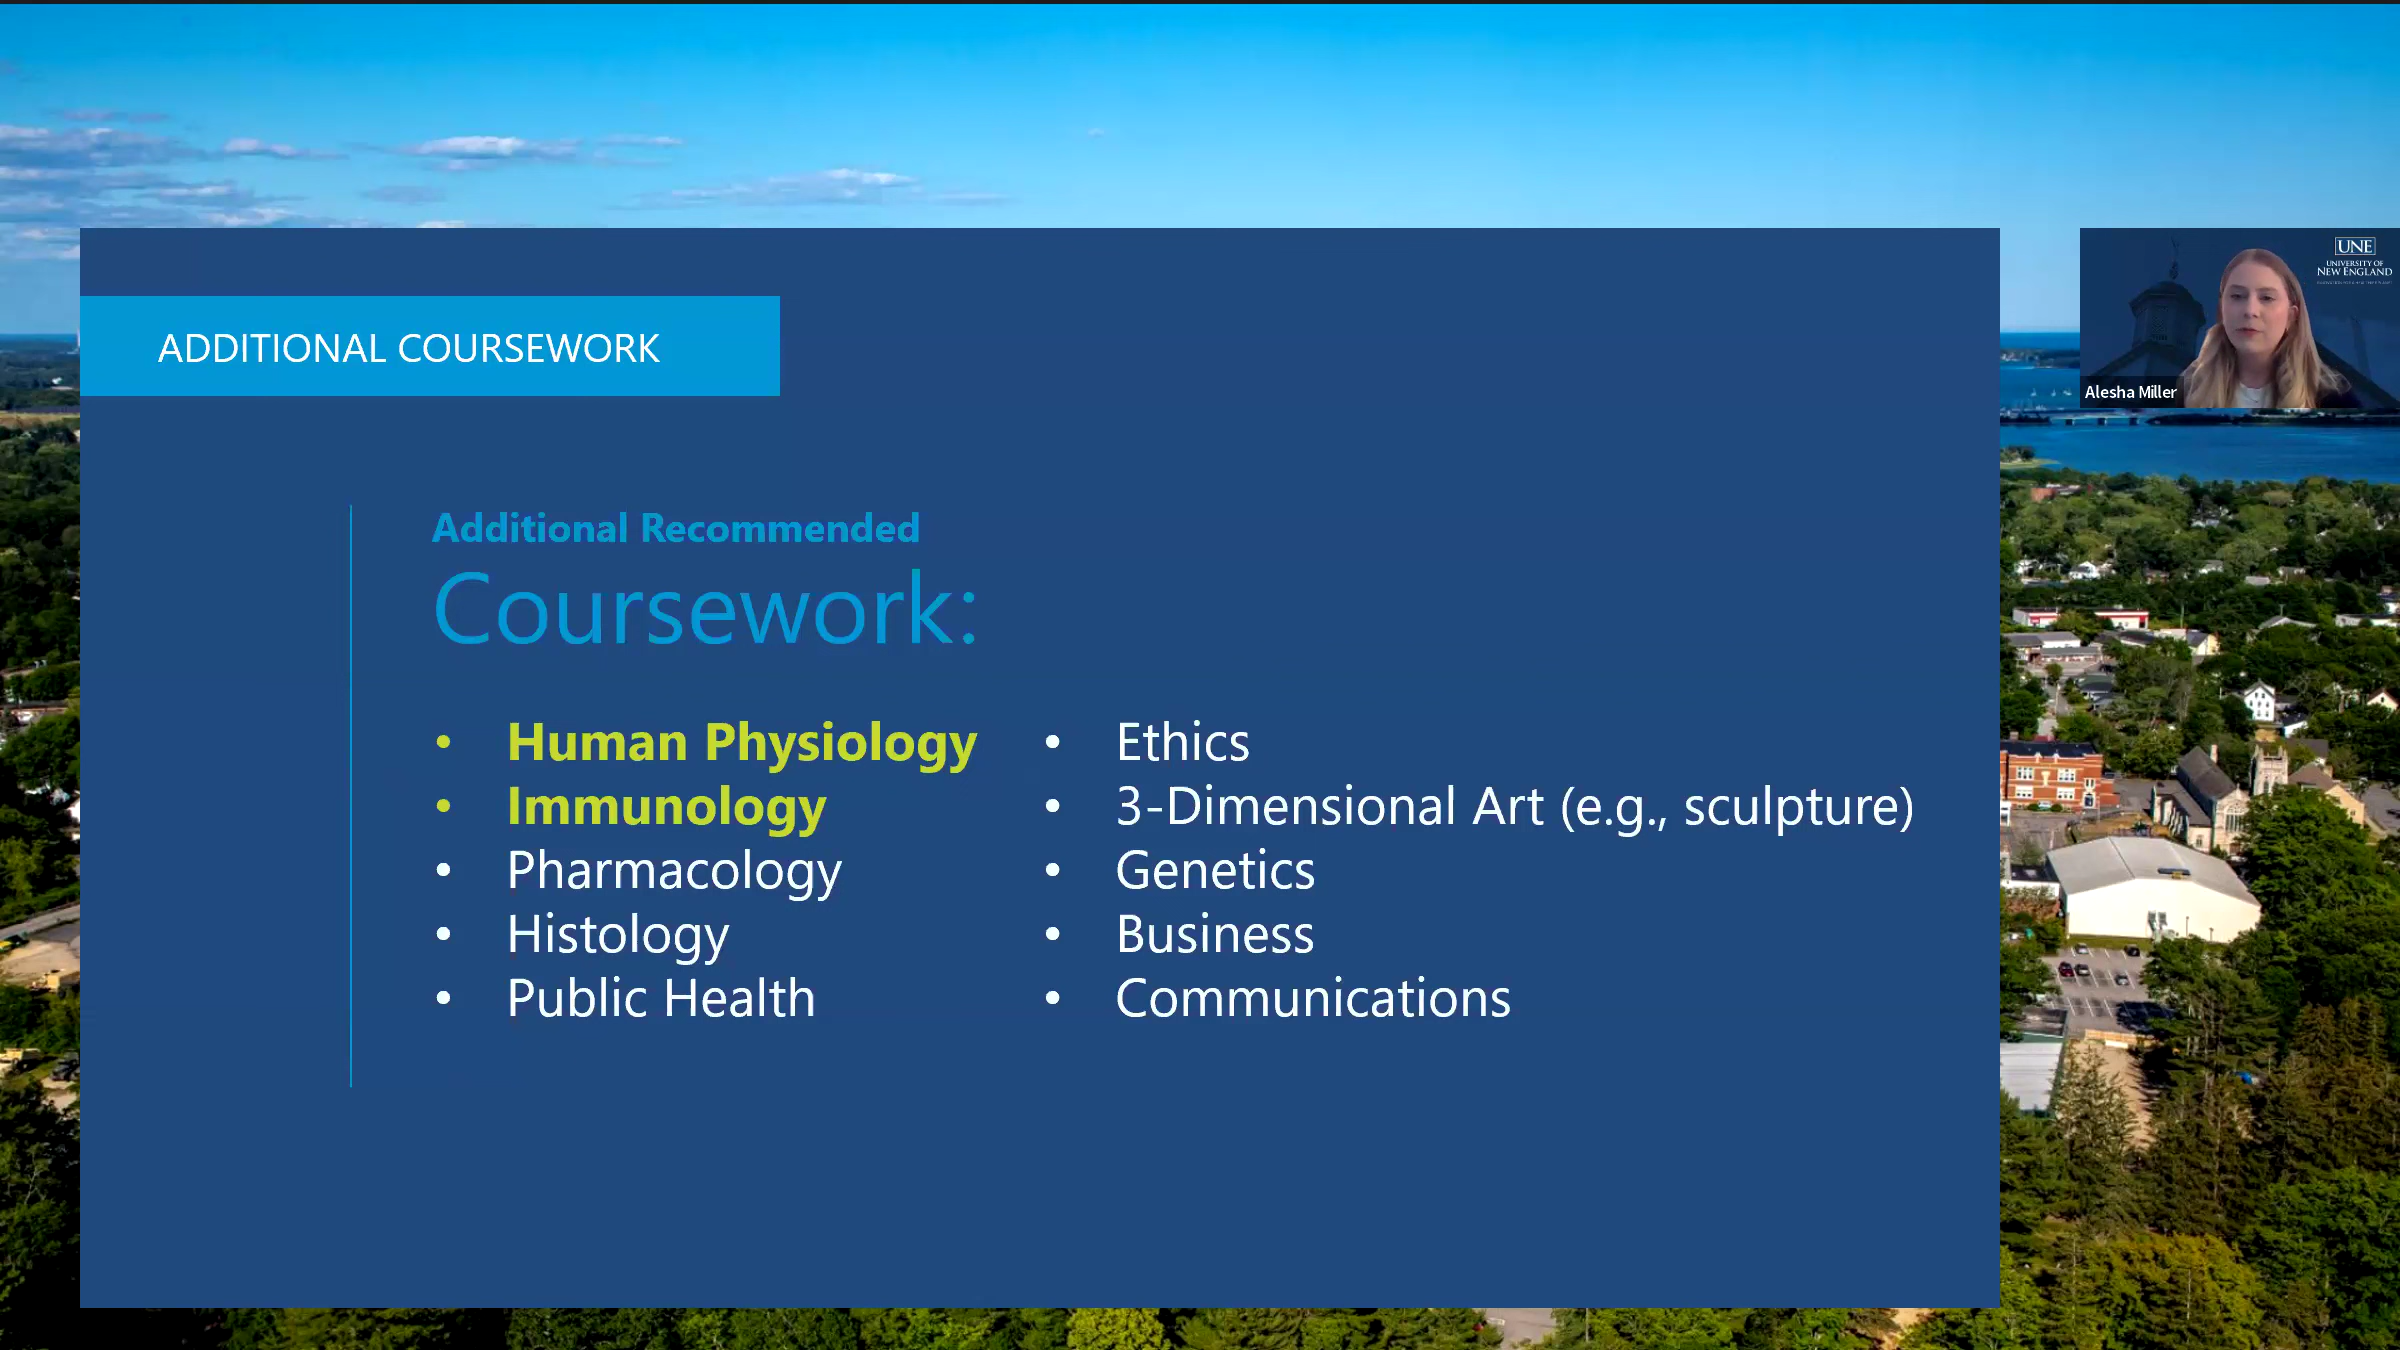 ADDITIONAL COURSEWORK
Additional Recommended
Coursework:
• Human Physiology
• Immunology
• Pharmacology
• Histology
• Public Health
• Ethics
• 3-Dimensional Art (e.g., sculpture)
• Genetics
• Business
• Communications
UNE
UNIVERSITY OF
NEW ENGLAND
Alesha Miller